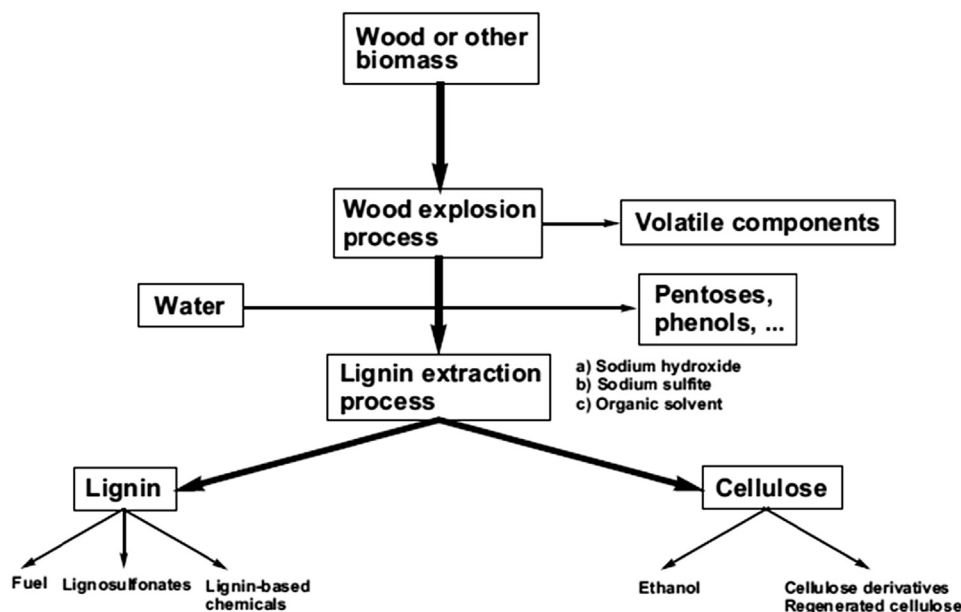 Wood or other
biomass
Wood explosion
process
Volatile components
Water
Pentoses,
phenols, ...
Lignin extraction
process
a) Sodium hydroxide
b) Sodium sulfite
c) Organic solvent
Lignin
Cellulose
Fuel
Lignosulfonates
Lignin-based
chemicals
Ethanol
Cellulose derivatives
Regenerated cellulose